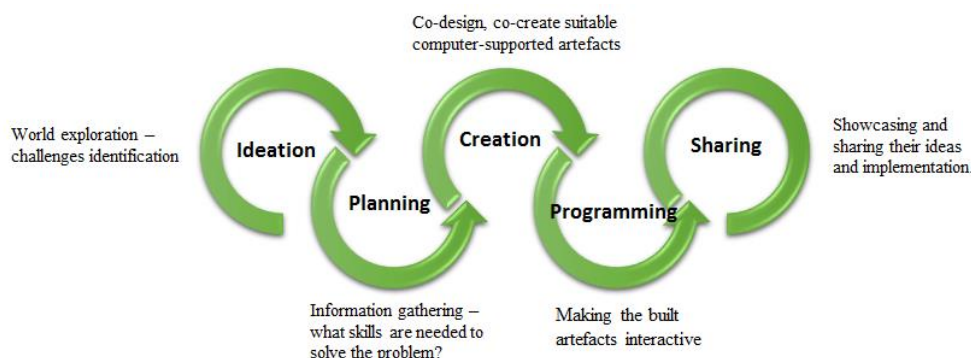 Co-design, co-create suitable
computer-supported artefacts
World exploration –
challenges identification
Ideation
Planning
Creation
Programming
Sharing
Showcasing and
sharing their ideas
and implementation.
Information gathering –
what skills are needed to
solve the problem?
Making the built
artefacts interactive